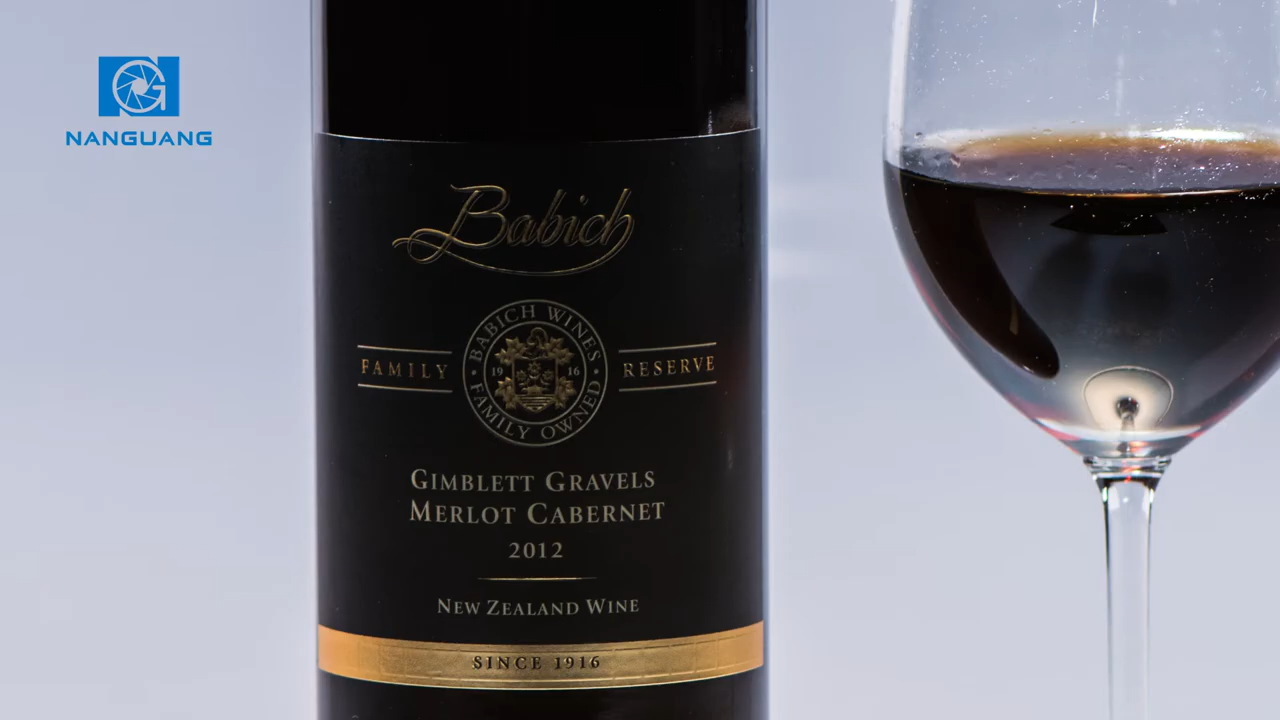 NANGUANG
Babich
BABICH WINES
FAMILY 19 16 RESERVE
FAMILY OWNED
GIMBLETT GRAVELS
MERLOT CABERNET
2012
NEW ZEALAND WINE
SINCE 1916